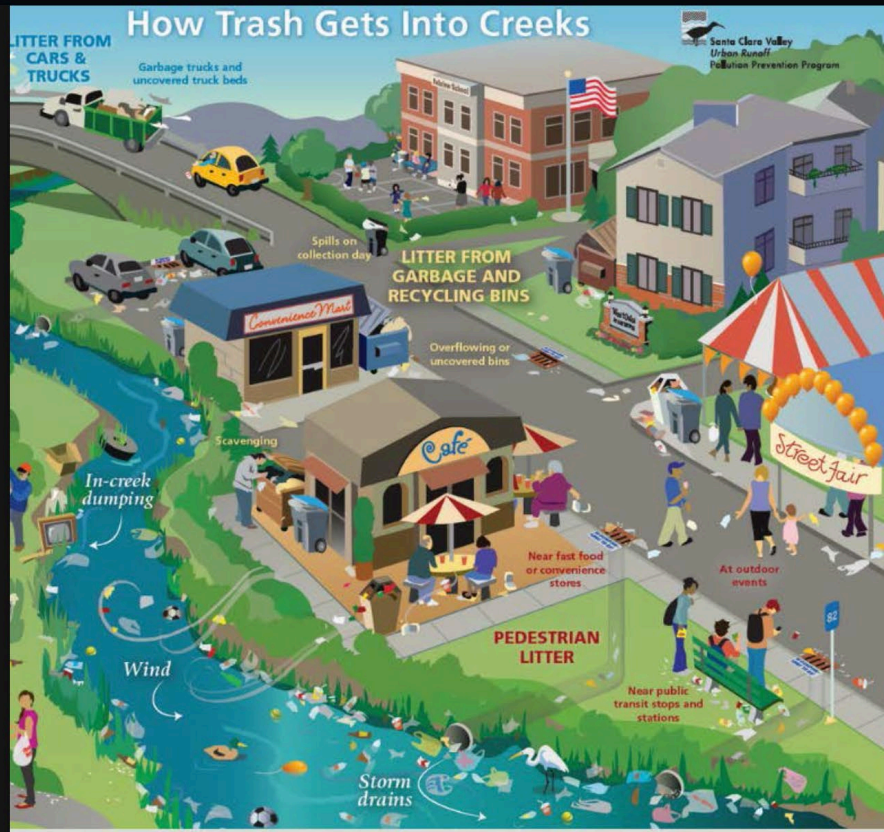 How Trash Gets Into Creeks
Santa Clara Valley
Urban Runoff
Pollution Prevention Program
LITTER FROM
CARS &
TRUCKS
Garbage trucks and
uncovered truck beds
School
Spills on
collection day
LITTER FROM
GARBAGE AND
RECYCLING BINS
Convenience Mart
Overflowing or
uncovered bins
Scavenging
Café
Street Fair
In-creek
dumping
Near fast food
or convenience
stores
At outdoor
events
82
PEDESTRIAN
LITTER
Wind
Near public
transit stops and
stations
Storm
drains